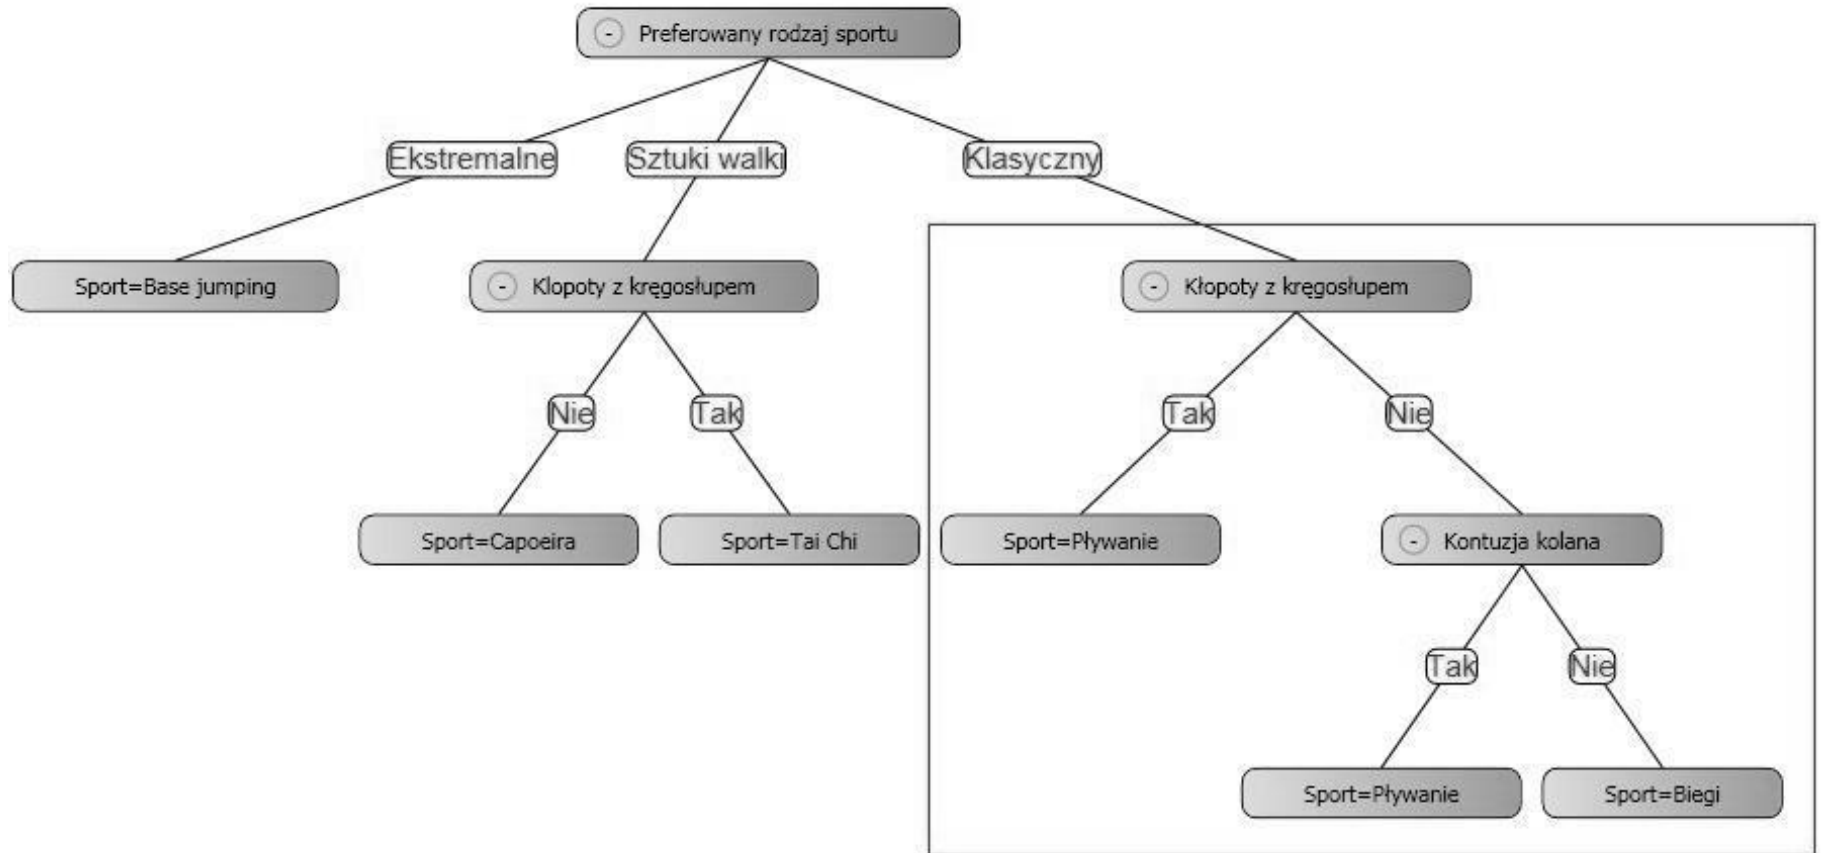 - Preferowany rodzaj sportu
Ekstremalne
Sztuki walki
Klasyczny
Sport=Base jumping
- Klopoty z kręgosłupem
- Kłopoty z kręgosłupem
Nie
Tak
Tak
Nie
Sport=Capoeira
Sport=Tai Chi
Sport=Pływanie
- Kontuzja kolana
Tak
Nie
Sport=Pływanie
Sport=Biegi